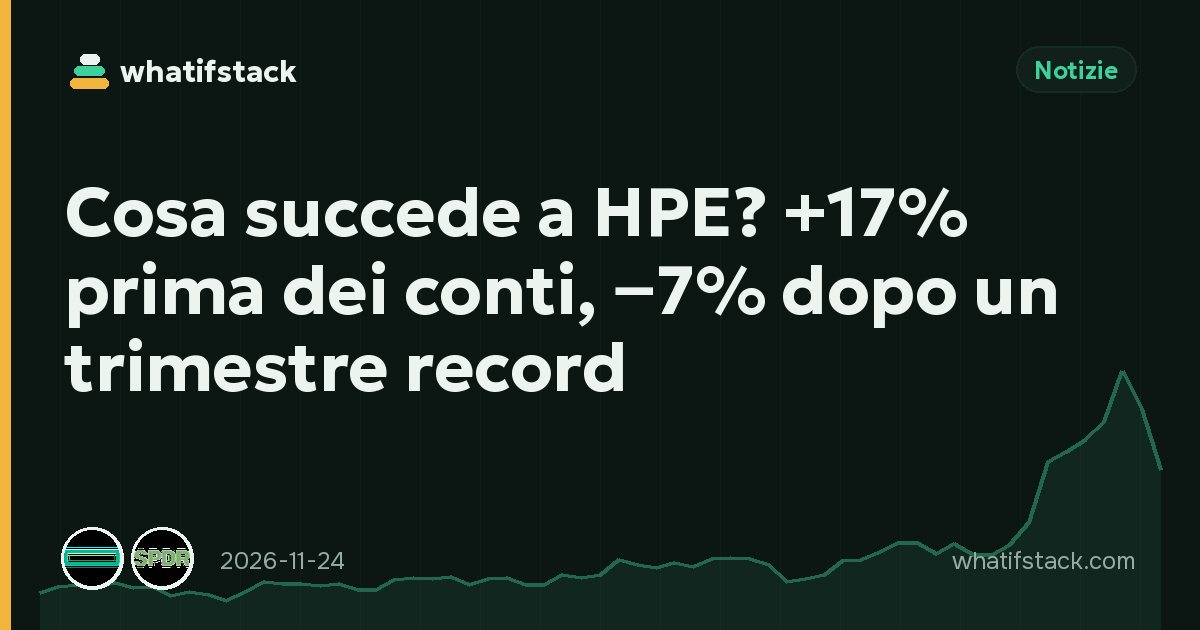 whatifstack
Notizie
Cosa succede a HPE? +17%
prima dei conti, −7% dopo un
trimestre record
SPDR
2026-11-24
whatifstack.com